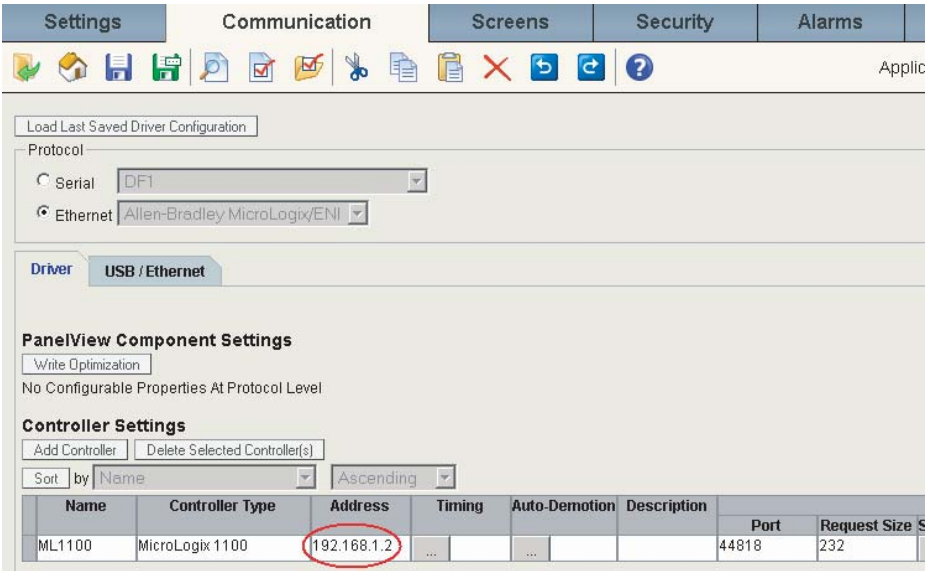 Settings Communication Screens Security Alarms
Applic
Load Last Saved Driver Configuration
Protocol
Serial DF1
Ethernet Allen-Bradley MicroLogix/ENI
Driver USB / Ethernet
PanelView Component Settings
Write Optimization
No Configurable Properties At Protocol Level
Controller Settings
Add Controller Delete Selected Controller(s)
Sort by Name Ascending
Name Controller Type Address Timing Auto-Demotion Description
Port Request Size S
ML1100 MicroLogix 1100 192.168.1.2 ... ... 44818 232